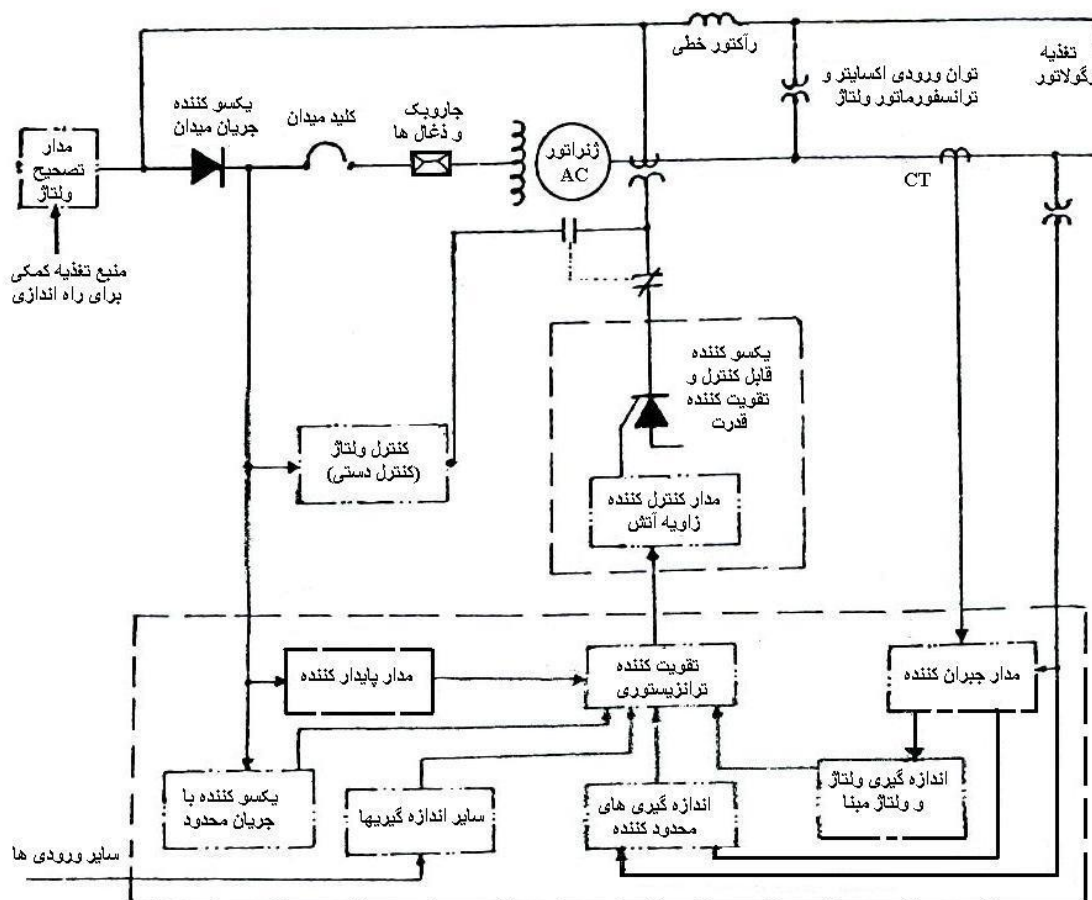 رآکتور خطی
تغذیه
رگولاتور
توان ورودی اکسایتر و
ترانسفورماتور ولتاژ
یکسو کننده
جریان میدان
کلید میدان
جاروبک
و ذغال ها
ژنراتور
AC
مدار
تصحیح
ولتاژ
CT
منبع تغذیه کمکی
برای راه اندازی
یکسو کننده
قابل کنترل و
تقویت کننده
قدرت
کنترل ولتاژ
(کنترل دستی)
مدار کنترل کننده
زاویه آتش
مدار پایدار کننده
تقویت کننده
ترانزیستوری
مدار جبران کننده
یکسو کننده با
جریان محدود
سایر اندازه گیریها
اندازه گیری های
محدود کننده
اندازه گیری ولتاژ
و ولتاژ مبنا
سایر ورودی ها